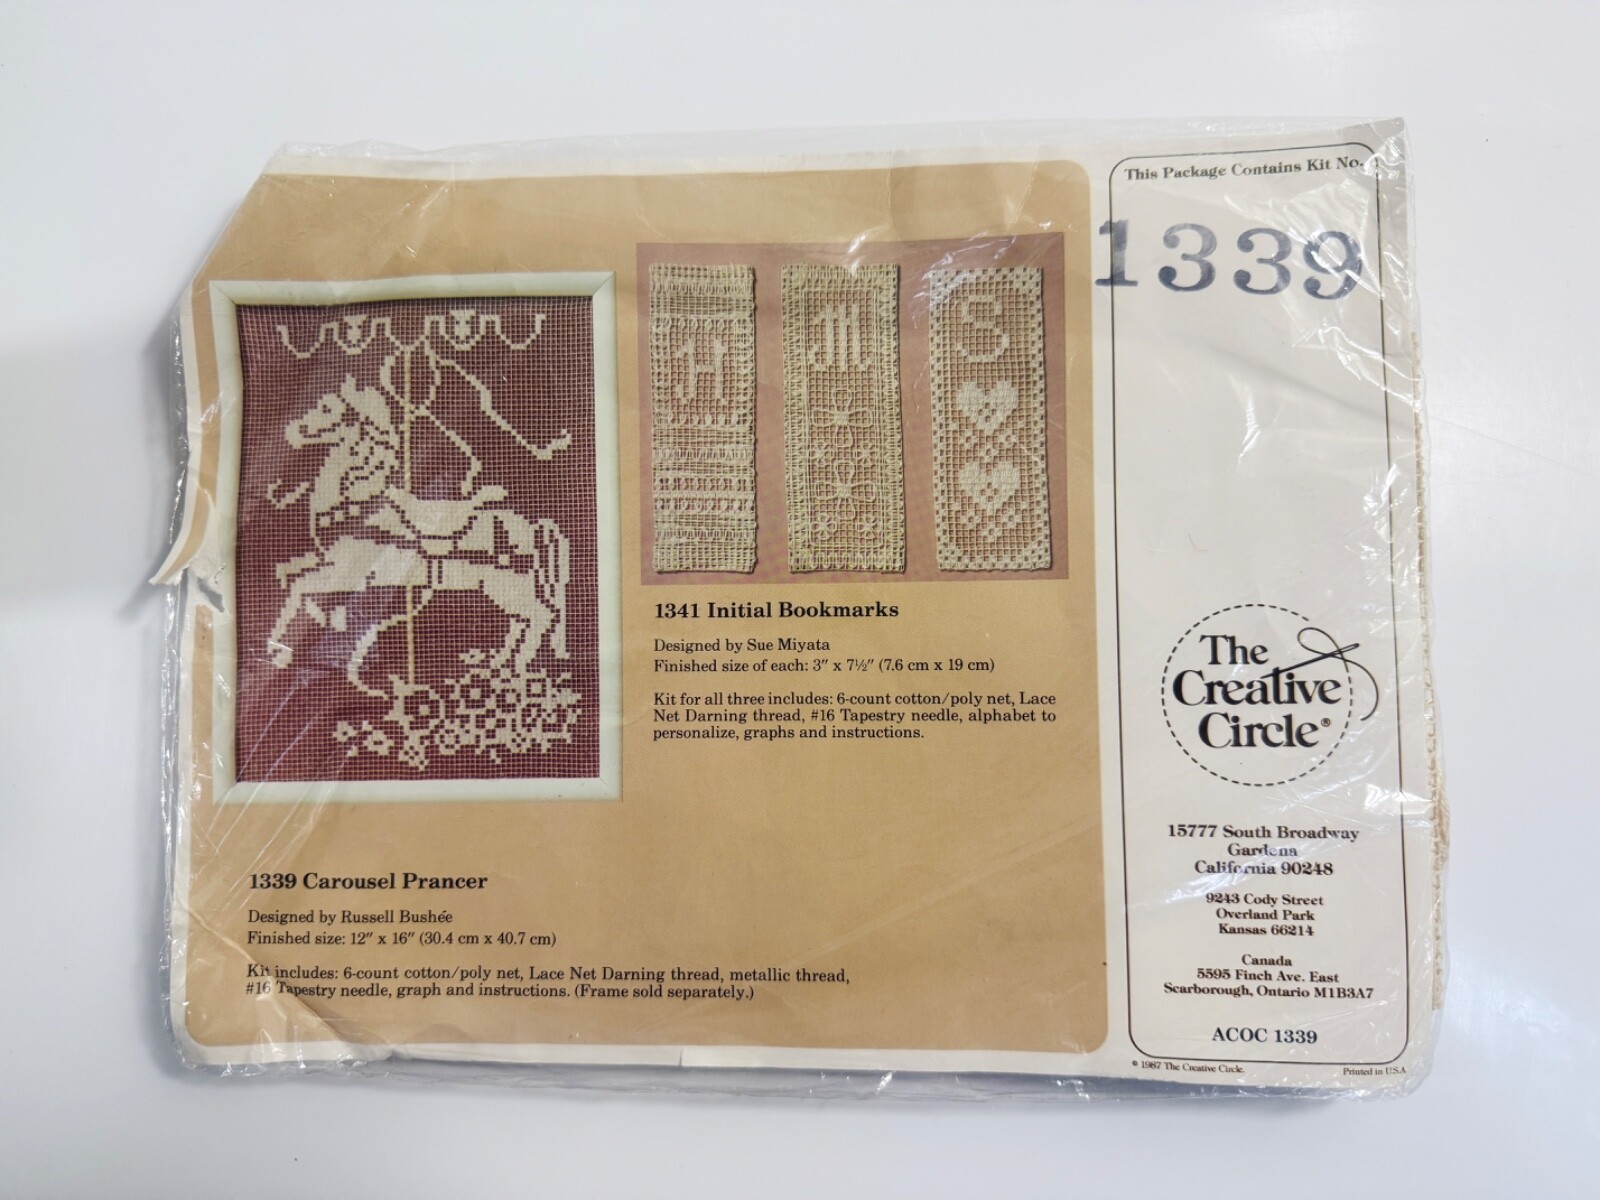 This Package Contains Kit No.
1339
H
M
S
1341 Initial Bookmarks
Designed by Sue Miyata
Finished size of each: 3" x 7½" (7.6 cm x 19 cm)
Kit for all three includes: 6-count cotton/poly net, Lace
Net Darning thread, #16 Tapestry needle, alphabet to
personalize, graphs and instructions.
1339 Carousel Prancer
Designed by Russell Bushée
Finished size: 12" x 16" (30.4 cm x 40.7 cm)
Kit includes: 6-count cotton/poly net, Lace Net Darning thread, metallic thread,
#16 Tapestry needle, graph and instructions. (Frame sold separately.)
The
Creative
Circle®
15777 South Broadway
Gardena
California 90248
9243 Cody Street
Overland Park
Kansas 66214
Canada
5595 Finch Ave. East
Scarborough, Ontario M1B3A7
ACOC 1339
© 1987 The Creative Circle.
Printed in U.S.A